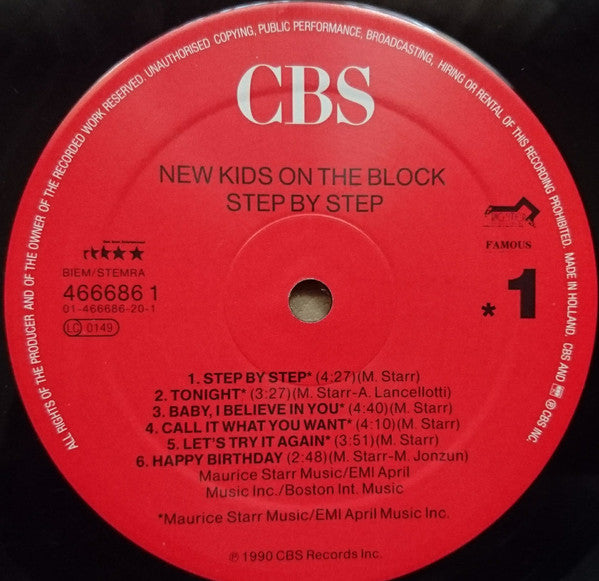 ALL RIGHTS OF THE PRODUCER AND OF THE OWNER OF THE RECORDED WORK RESERVED. UNAUTHORISED COPYING, PUBLIC PERFORMANCE, BROADCASTING, HIRING OR RENTAL OF THIS RECORDING PROHIBITED. MADE IN HOLLAND. CBS AND ℗ CBS INC.
CBS
NEW KIDS ON THE BLOCK
STEP BY STEP
BIEM/STEMRA
466686 1
01-466686-20-1
LC 0149
FAMOUS
*1
1. STEP BY STEP* (4:27)(M. Starr)
2. TONIGHT* (3:27)(M. Starr-A. Lancellotti)
3. BABY, I BELIEVE IN YOU* (4:40)(M. Starr)
4. CALL IT WHAT YOU WANT* (4:10)(M. Starr)
5. LET'S TRY IT AGAIN* (3:51)(M. Starr)
6. HAPPY BIRTHDAY (2:48)(M. Starr-M. Jonzun)
Maurice Starr Music/EMI April
Music Inc./Boston Int. Music
*Maurice Starr Music/EMI April Music Inc.
℗ 1990 CBS Records Inc.